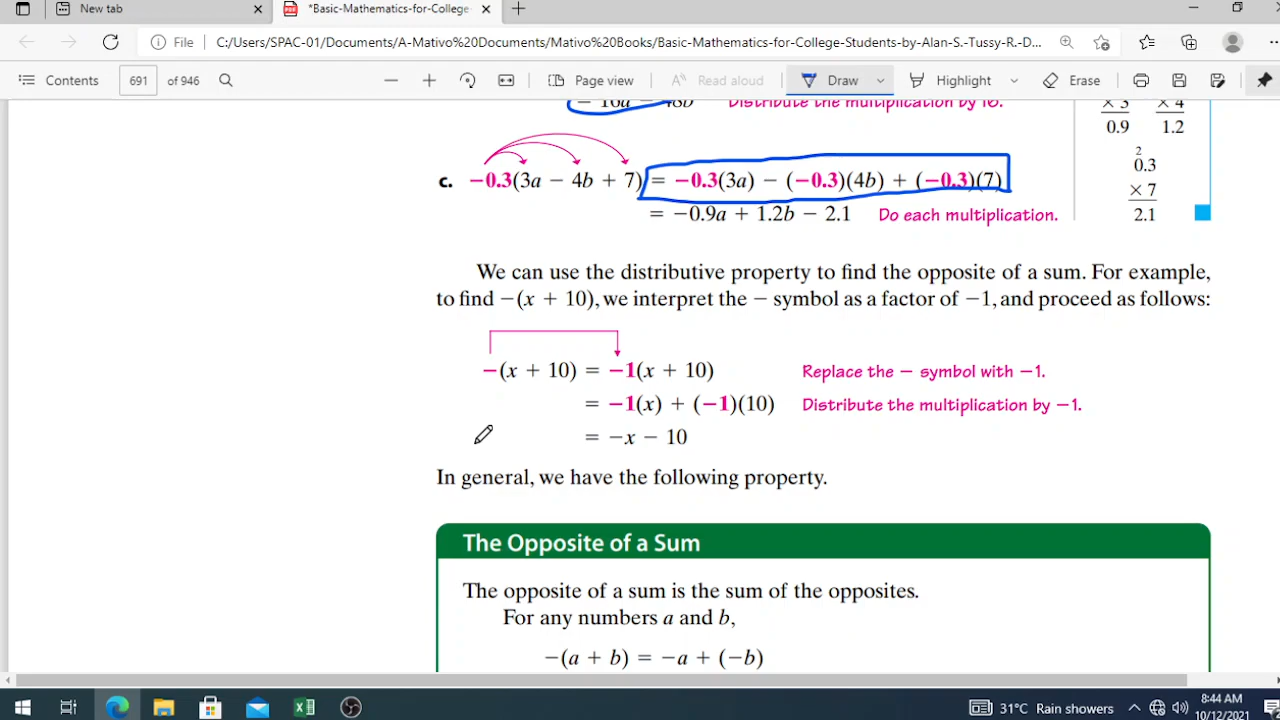 New tab
*Basic-Mathematics-for-College-
File
C:/Users/SPAC-01/Documents/A-Mativo%20Documents/Mativo%20Books/Basic-Mathematics-for-College-Students-by-Alan-S.-Tussy-R.-D...
Contents
691
of 946
Page view
Read aloud
Draw
Highlight
Erase
− 16a − 48b Distribute the multiplication by 16.
× 3 × 4
0.9 1.2
c. −0.3(3a − 4b + 7) = −0.3(3a) − (−0.3)(4b) + (−0.3)(7)
= −0.9a + 1.2b − 2.1 Do each multiplication.
2
0.3
× 7
2.1
We can use the distributive property to find the opposite of a sum. For example,
to find −(x + 10), we interpret the − symbol as a factor of −1, and proceed as follows:
−(x + 10) = −1(x + 10) Replace the − symbol with −1.
= −1(x) + (−1)(10) Distribute the multiplication by −1.
= −x − 10
In general, we have the following property.
The Opposite of a Sum
The opposite of a sum is the sum of the opposites.
For any numbers a and b,
−(a + b) = −a + (−b)
31°C Rain showers
8:44 AM
10/12/2021